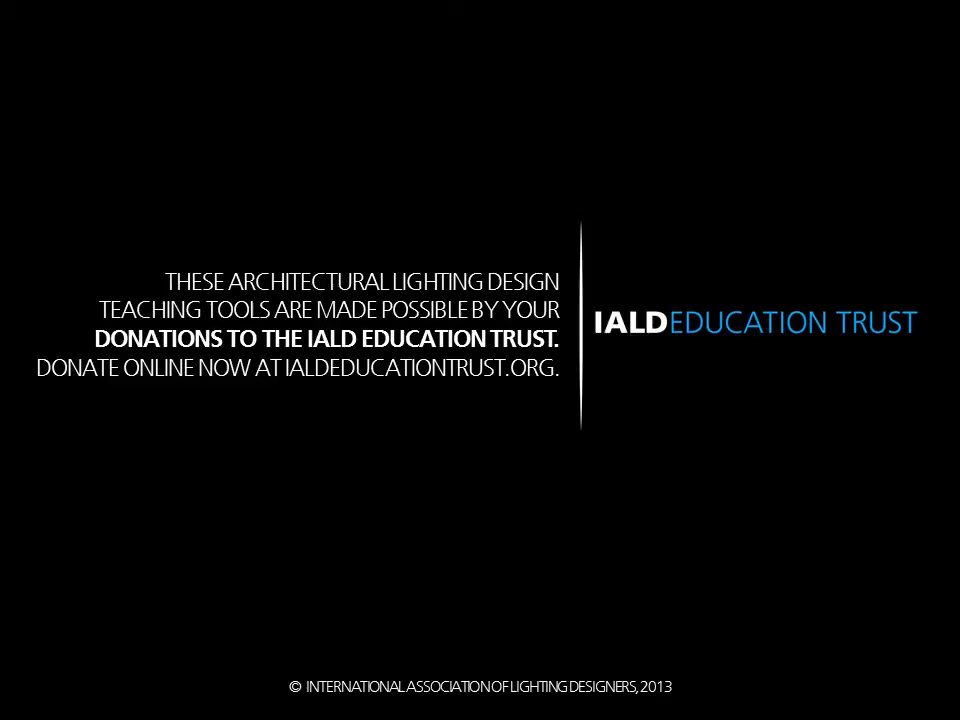 THESE ARCHITECTURAL LIGHTING DESIGN
TEACHING TOOLS ARE MADE POSSIBLE BY YOUR
DONATIONS TO THE IALD EDUCATION TRUST.
DONATE ONLINE NOW AT IALDEDUCATIONTRUST.ORG.
IALDEDUCATION TRUST
© INTERNATIONAL ASSOCIATION OF LIGHTING DESIGNERS, 2013